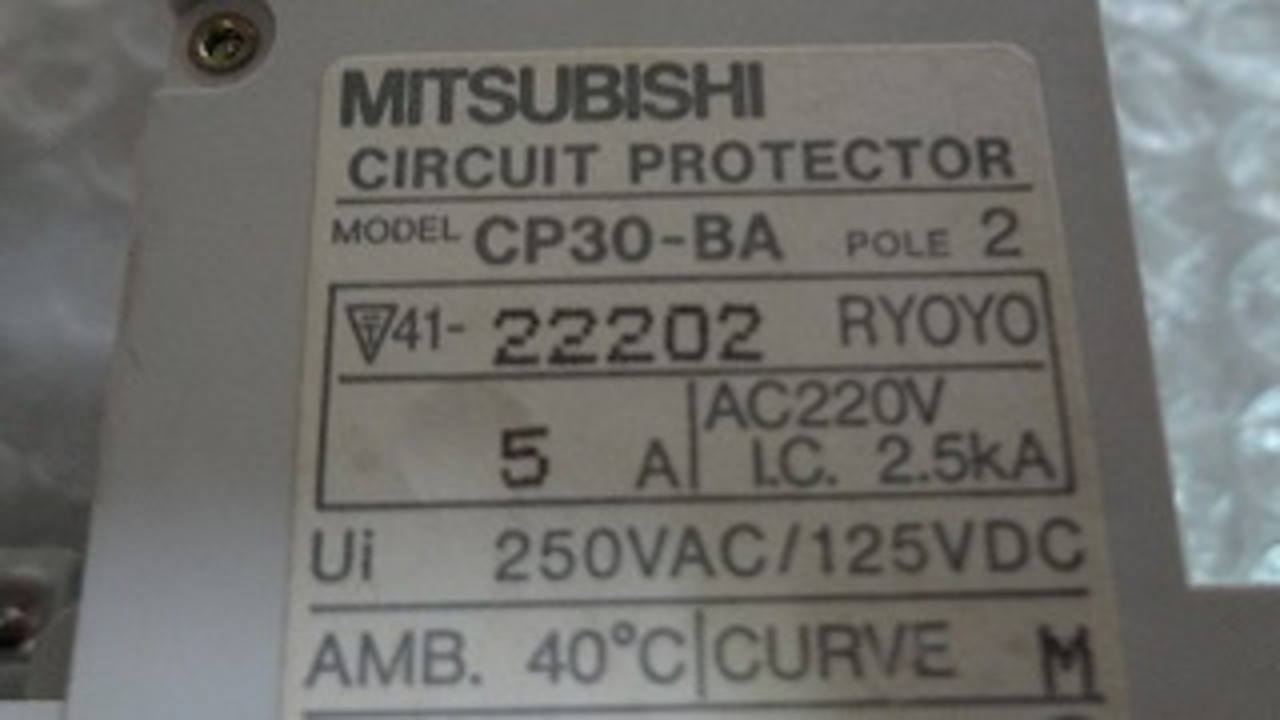 MITSUBISHI
CIRCUIT PROTECTOR
MODEL CP30-BA POLE 2
41-22202 RYOYO
5 A AC220V
I.C. 2.5kA
Ui 250VAC/125VDC
AMB. 40°C CURVE M